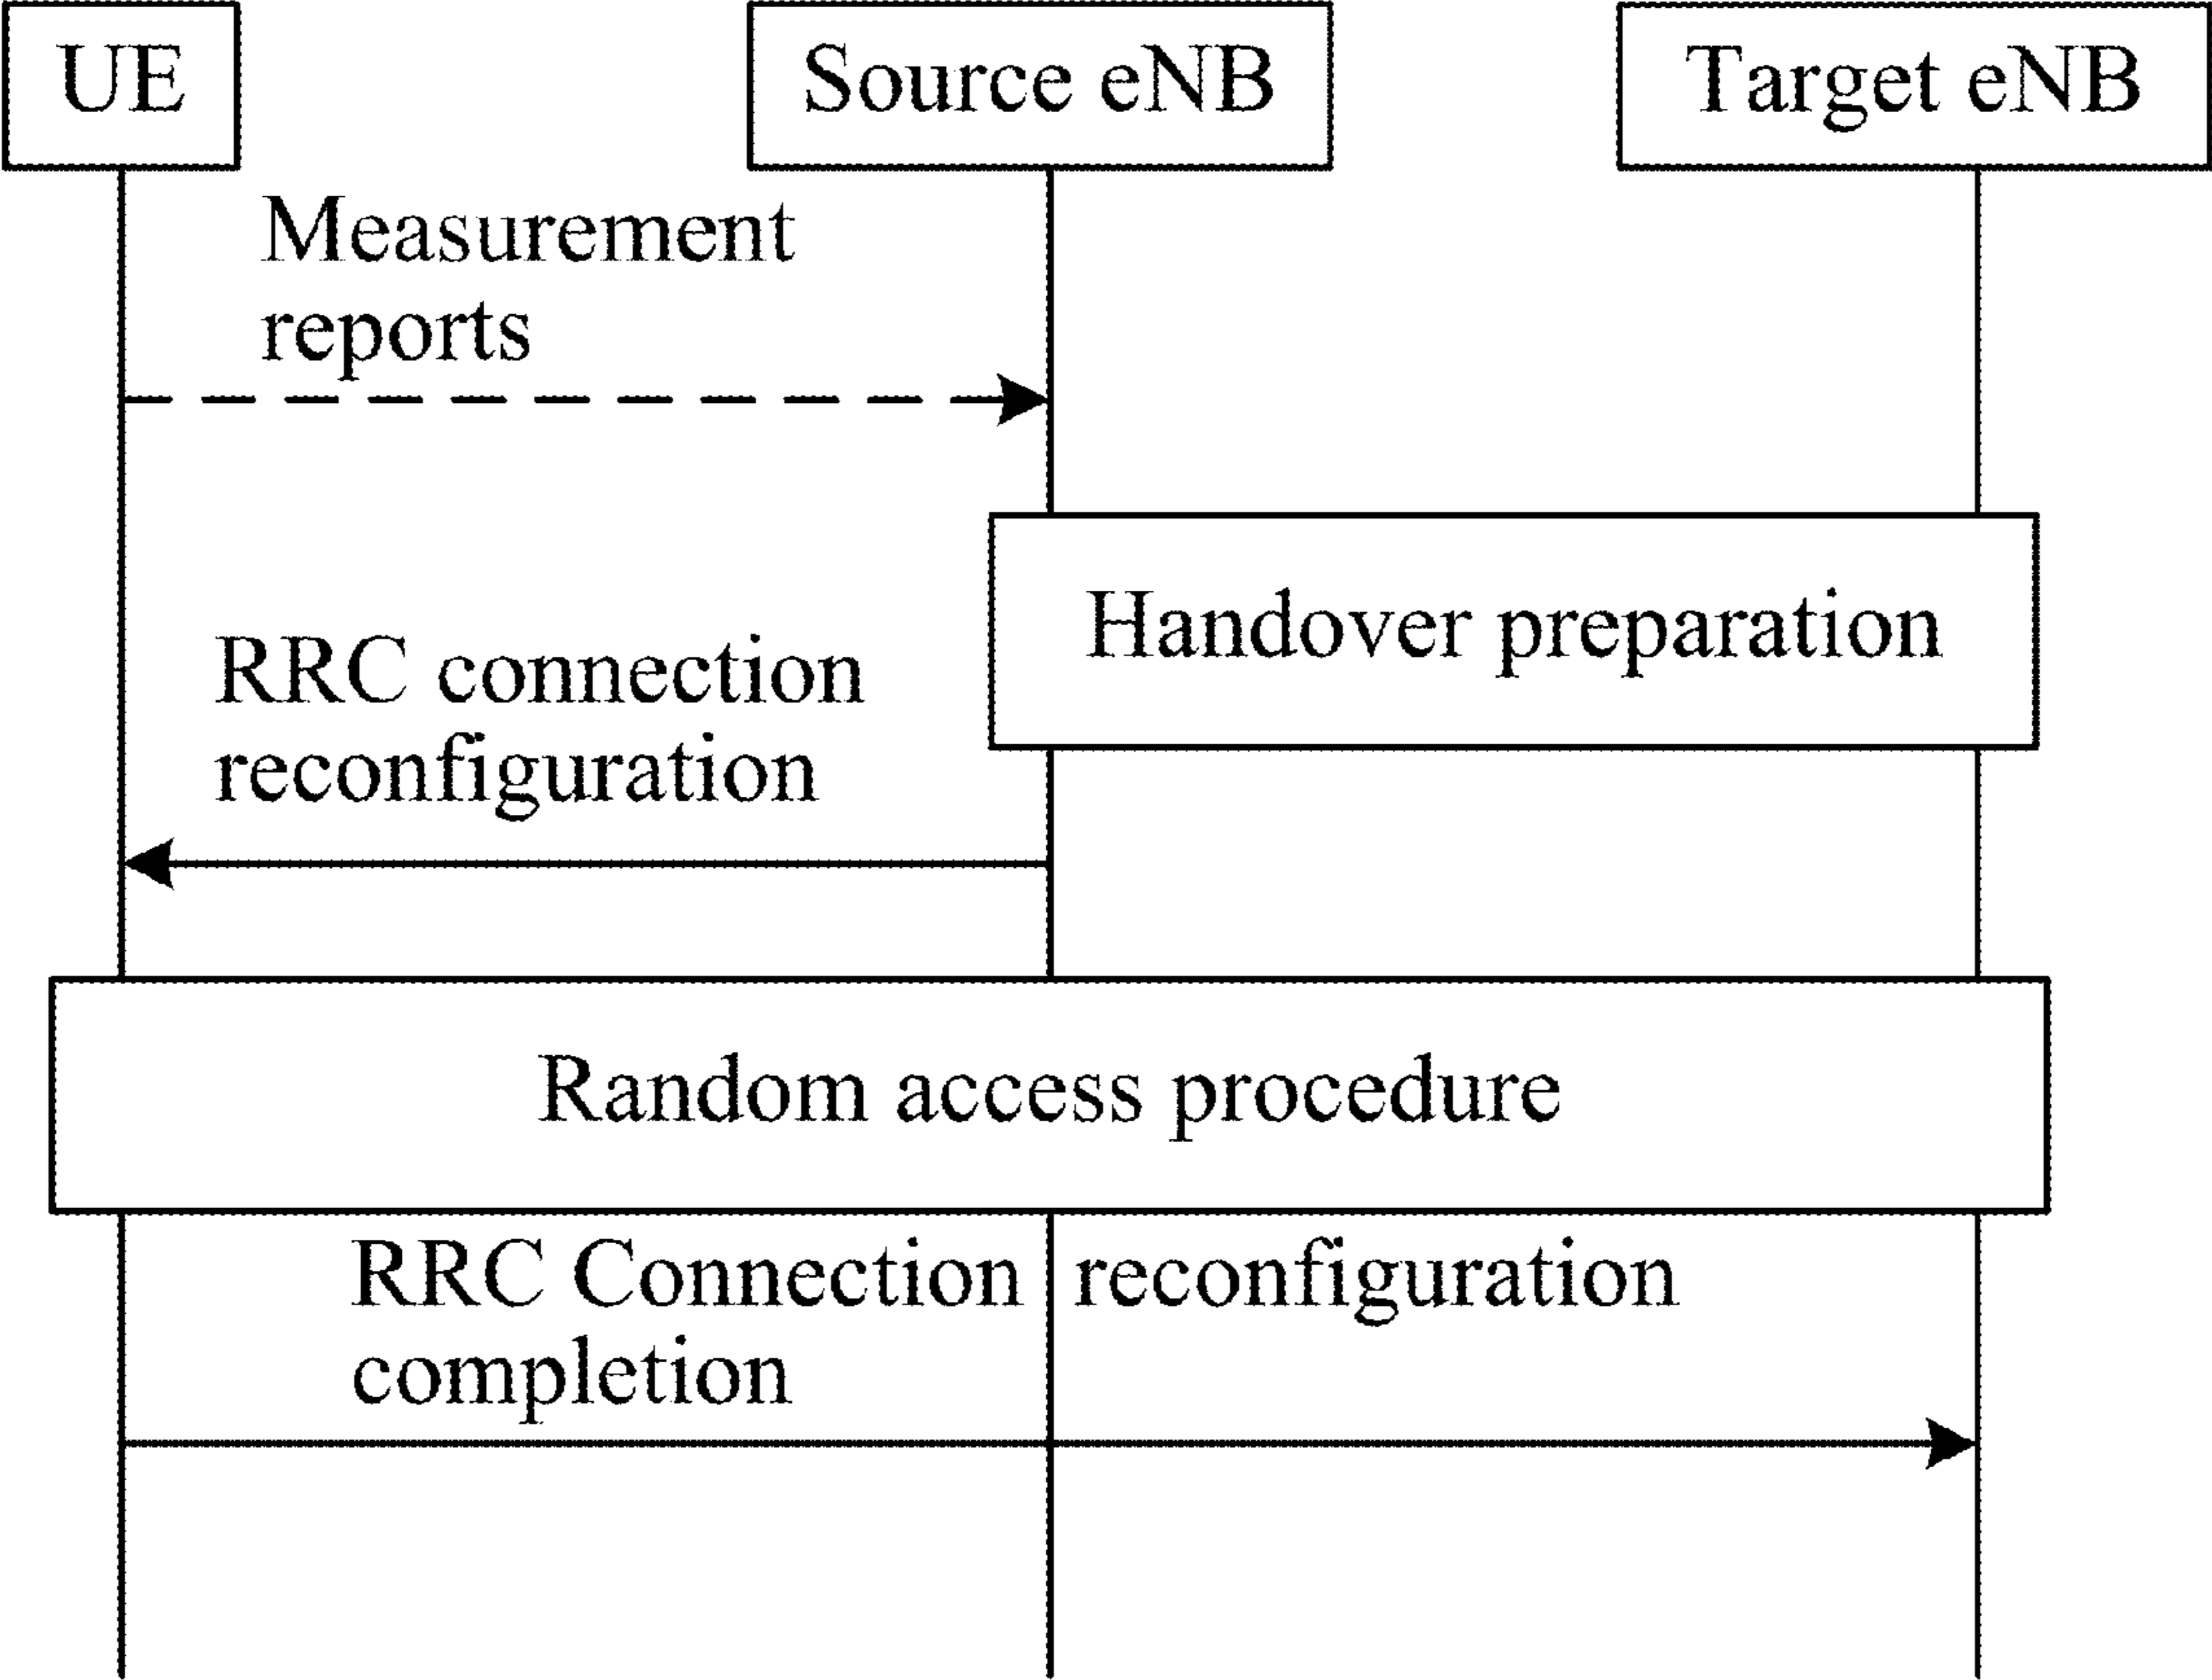 UE
Source eNB
Target eNB
Measurement
reports
Handover preparation
RRC connection
reconfiguration
Random access procedure
RRC Connection reconfiguration
completion